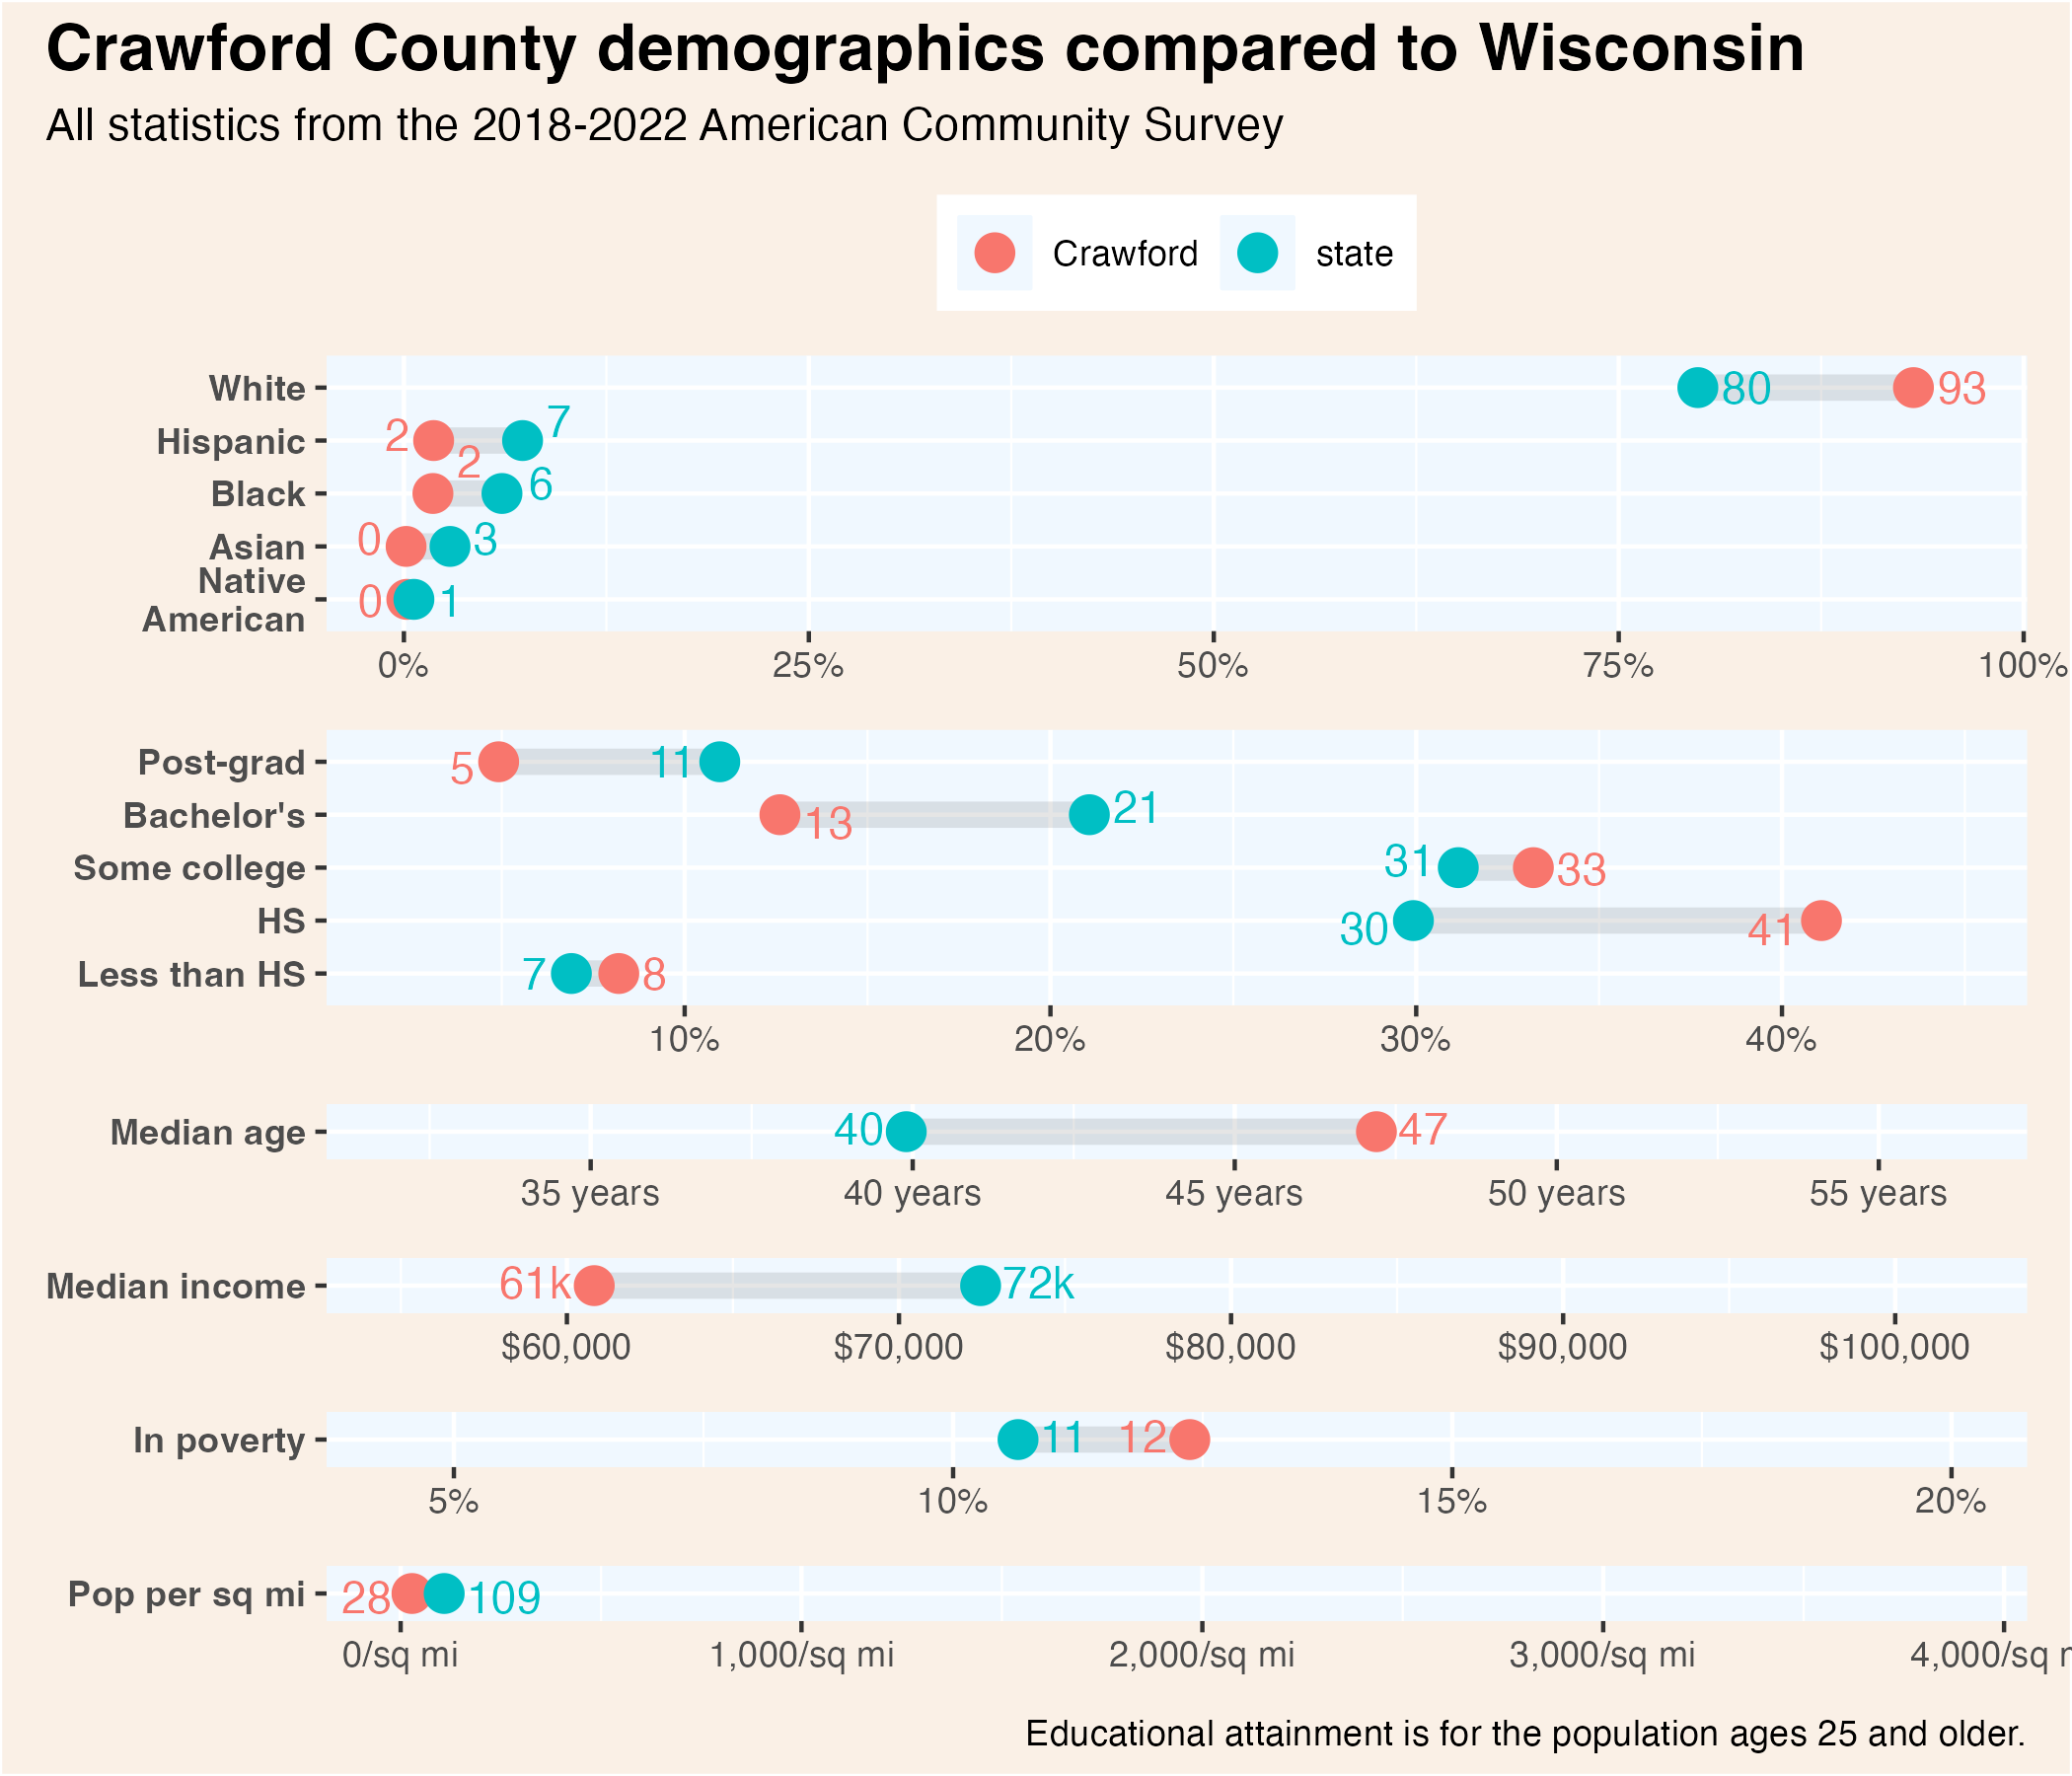 Crawford County demographics compared to Wisconsin
All statistics from the 2018-2022 American Community Survey
Crawford state
White 80 93
Hispanic 2 7
Black 2 6
Asian 0 3
Native
American 0 1
0% 25% 50% 75% 100%
Post-grad 5 11
Bachelor's 13 21
Some college 31 33
HS 30 41
Less than HS 7 8
10% 20% 30% 40%
Median age 40 47
35 years 40 years 45 years 50 years 55 years
Median income 61k 72k
$60,000 $70,000 $80,000 $90,000 $100,000
In poverty 11 12
5% 10% 15% 20%
Pop per sq mi 28 109
0/sq mi 1,000/sq mi 2,000/sq mi 3,000/sq mi 4,000/sq
Educational attainment is for the population ages 25 and older.